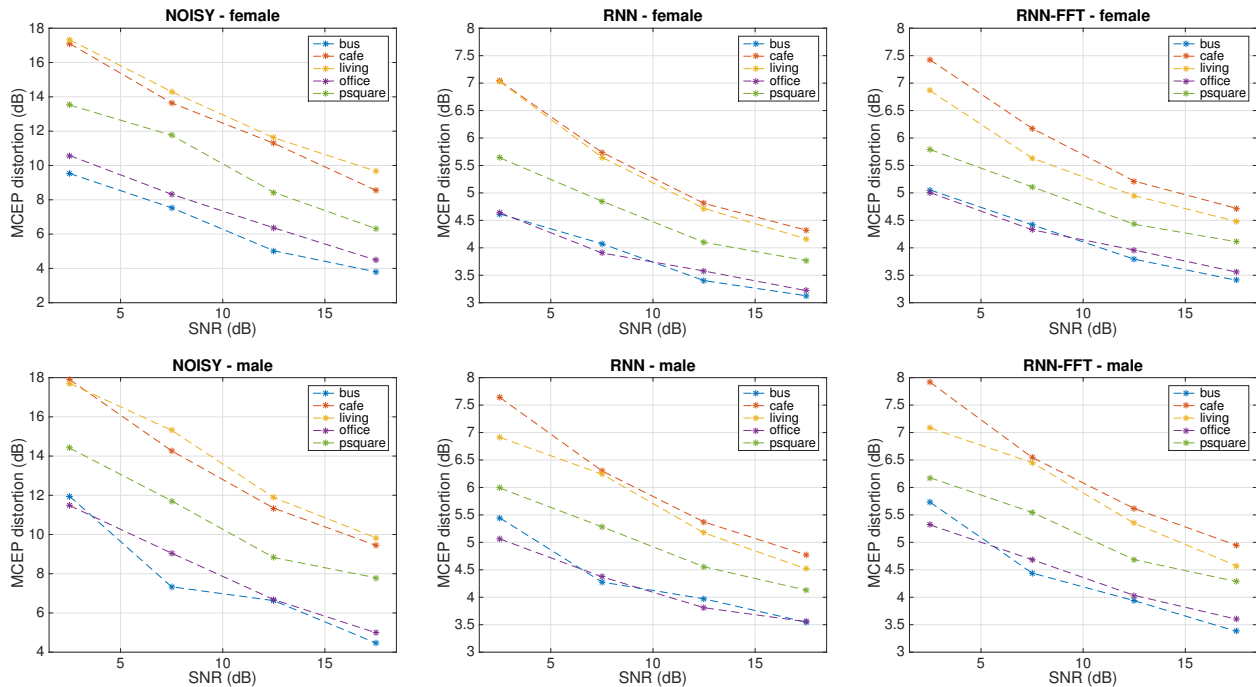 NOISY - female
18
16
14
12
10
8
6
4
2
MCEP distortion (dB)
5
10
15
SNR (dB)
bus
cafe
living
office
psquare
RNN - female
8
7.5
7
6.5
6
5.5
5
4.5
4
3.5
3
MCEP distortion (dB)
5
10
15
SNR (dB)
bus
cafe
living
office
psquare
RNN-FFT - female
8
7.5
7
6.5
6
5.5
5
4.5
4
3.5
3
MCEP distortion (dB)
5
10
15
SNR (dB)
bus
cafe
living
office
psquare
NOISY - male
18
16
14
12
10
8
6
4
MCEP distortion (dB)
5
10
15
SNR (dB)
bus
cafe
living
office
psquare
RNN - male
8
7.5
7
6.5
6
5.5
5
4.5
4
3.5
3
MCEP distortion (dB)
5
10
15
SNR (dB)
bus
cafe
living
office
psquare
RNN-FFT - male
8
7.5
7
6.5
6
5.5
5
4.5
4
3.5
3
MCEP distortion (dB)
5
10
15
SNR (dB)
bus
cafe
living
office
psquare